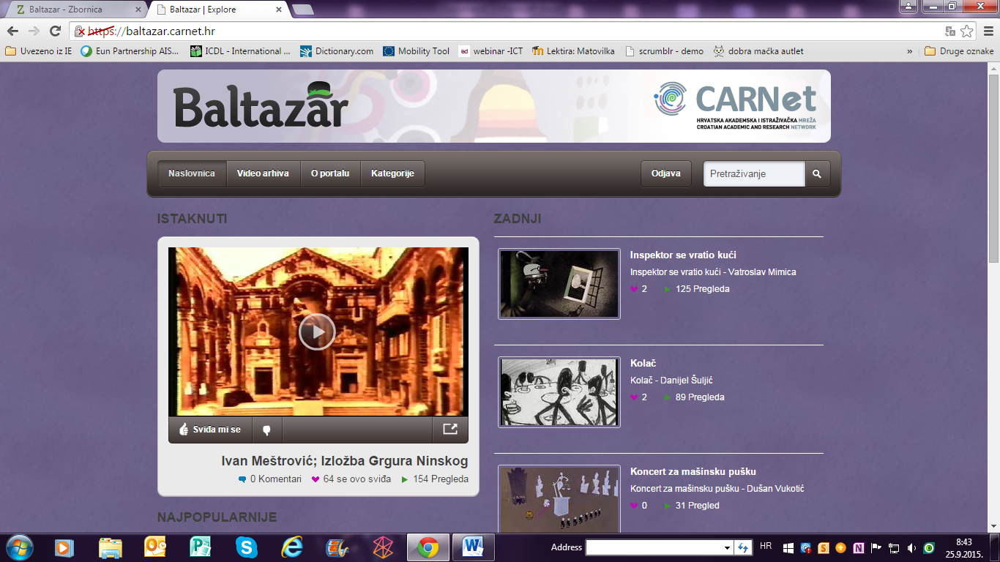 Baltazar - Zbornica
Baltazar | Explore
https://baltazar.carnet.hr
Uvezeno iz IE
Eun Partnership AIS...
ICDL - International ...
Dictionary.com
Mobility Tool
webinar -ICT
Lektira: Matovilka
scrumblr - demo
dobra mačka autlet
»
Druge oznake
Baltazar
CARNet
HRVATSKA AKADEMSKA I ISTRAŽIVAČKA MREŽA
CROATIAN ACADEMIC AND RESEARCH NETWORK
Naslovnica
Video arhiva
O portalu
Kategorije
Odjava
Pretraživanje
ISTAKNUTI
Sviđa mi se
Ivan Meštrović; Izložba Grgura Ninskog
0 Komentari 64 se ovo sviđa 154 Pregleda
NAJPOPULARNIJE
ZADNJI
Inspektor se vratio kući
Inspektor se vratio kući - Vatroslav Mimica
2 125 Pregleda
Kolač
Kolač - Danijel Šuljić
2 89 Pregleda
Koncert za mašinsku pušku
Koncert za mašinsku pušku - Dušan Vukotić
0 31 Pregled
Address
HR
8:43
25.9.2015.